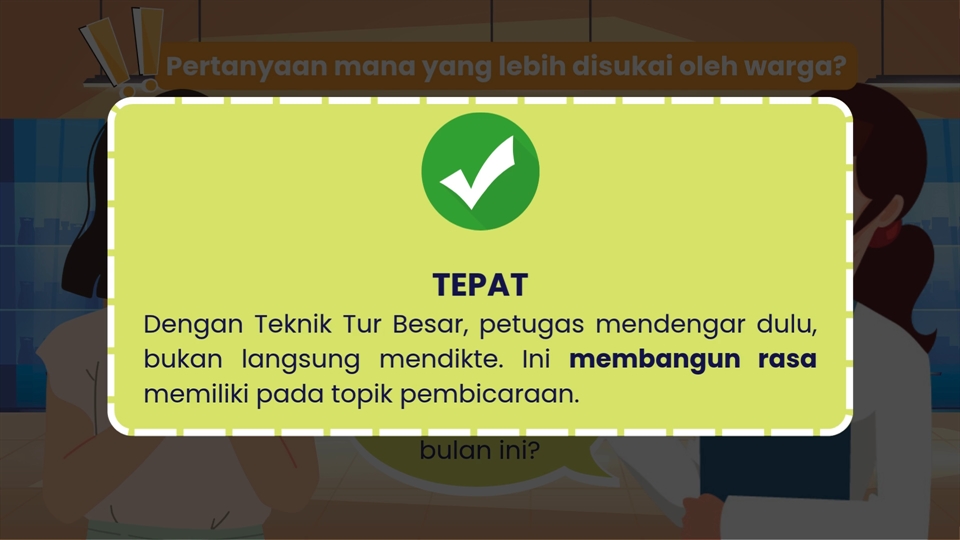 Pertanyaan mana yang lebih disukai oleh warga?
TEPAT
Dengan Teknik Tur Besar, petugas mendengar dulu,
bukan langsung mendikte. Ini membangun rasa
memiliki pada topik pembicaraan.
bulan ini?